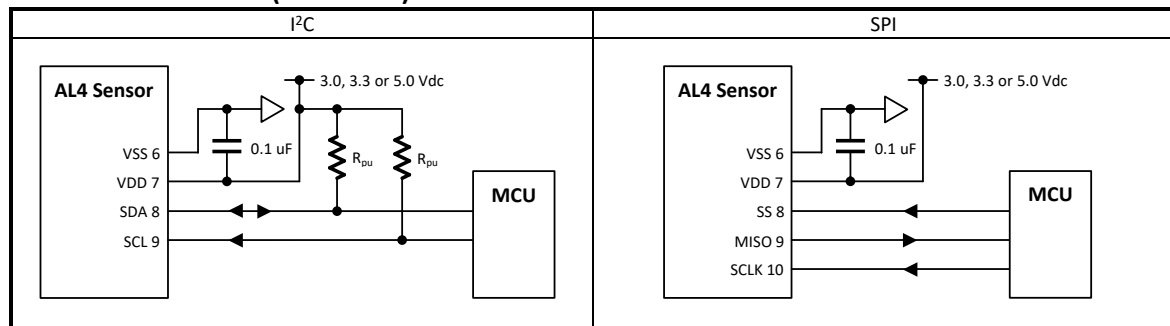 I²C
SPI
AL4 Sensor
3.0, 3.3 or 5.0 Vdc
VSS 6
0.1 uF
Rpu
Rpu
VDD 7
SDA 8
SCL 9
MCU
AL4 Sensor
3.0, 3.3 or 5.0 Vdc
VSS 6
0.1 uF
VDD 7
SS 8
MISO 9
SCLK 10
MCU